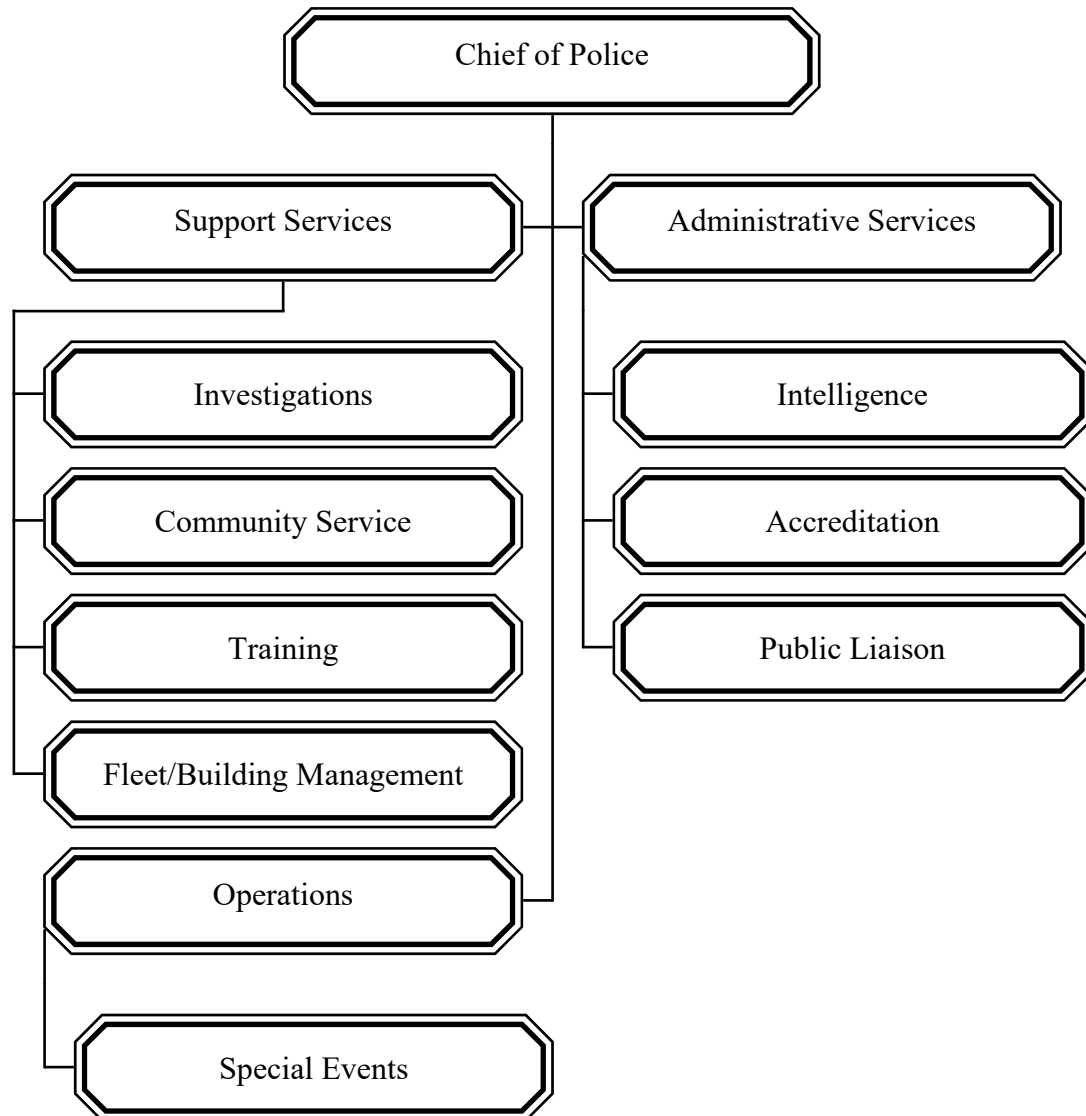 Chief of Police
Support Services
Administrative Services
Investigations
Intelligence
Community Service
Accreditation
Training
Public Liaison
Fleet/Building Management
Operations
Special Events